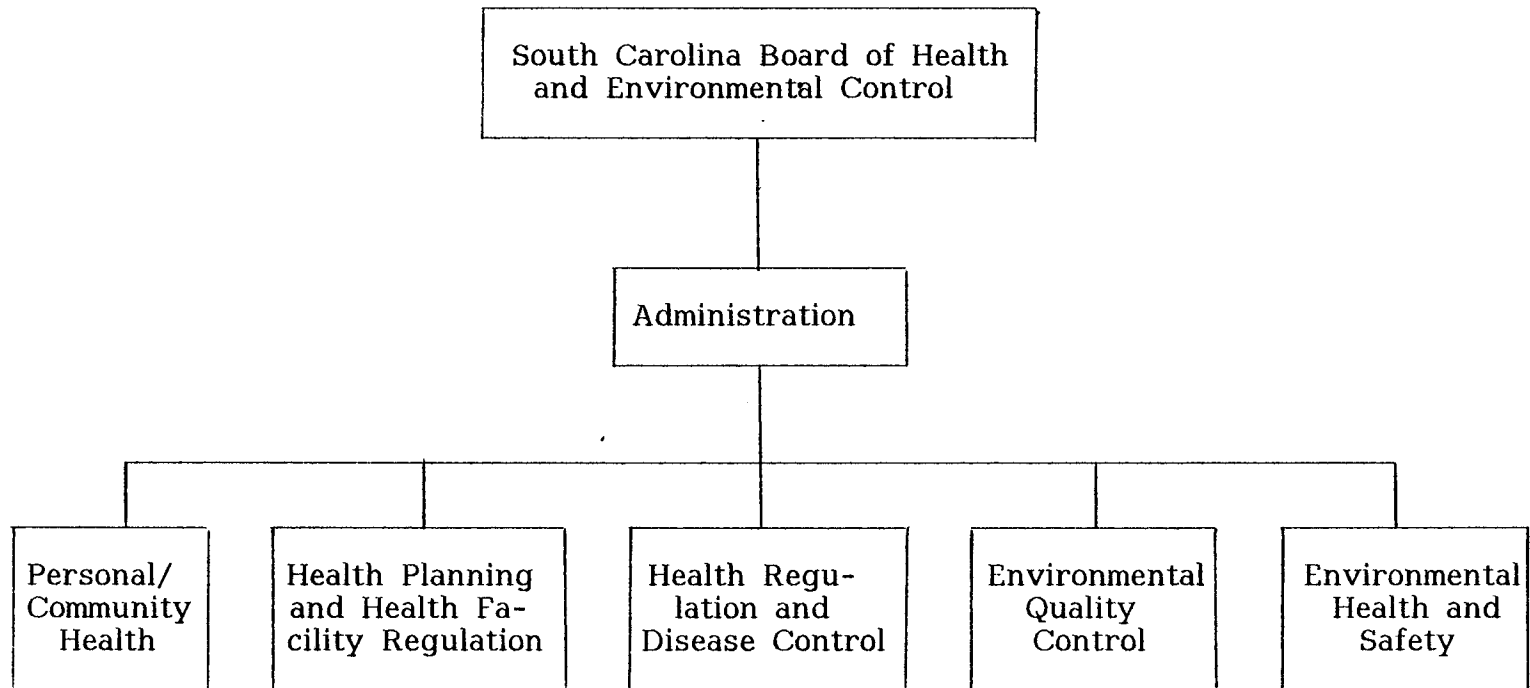 South Carolina Board of Health
and Environmental Control
Administration
Personal/
Community
Health
Health Planning
and Health Fa-
cility Regulation
Health Regu-
lation and
Disease Control
Environmental
Quality
Control
Environmental
Health and
Safety